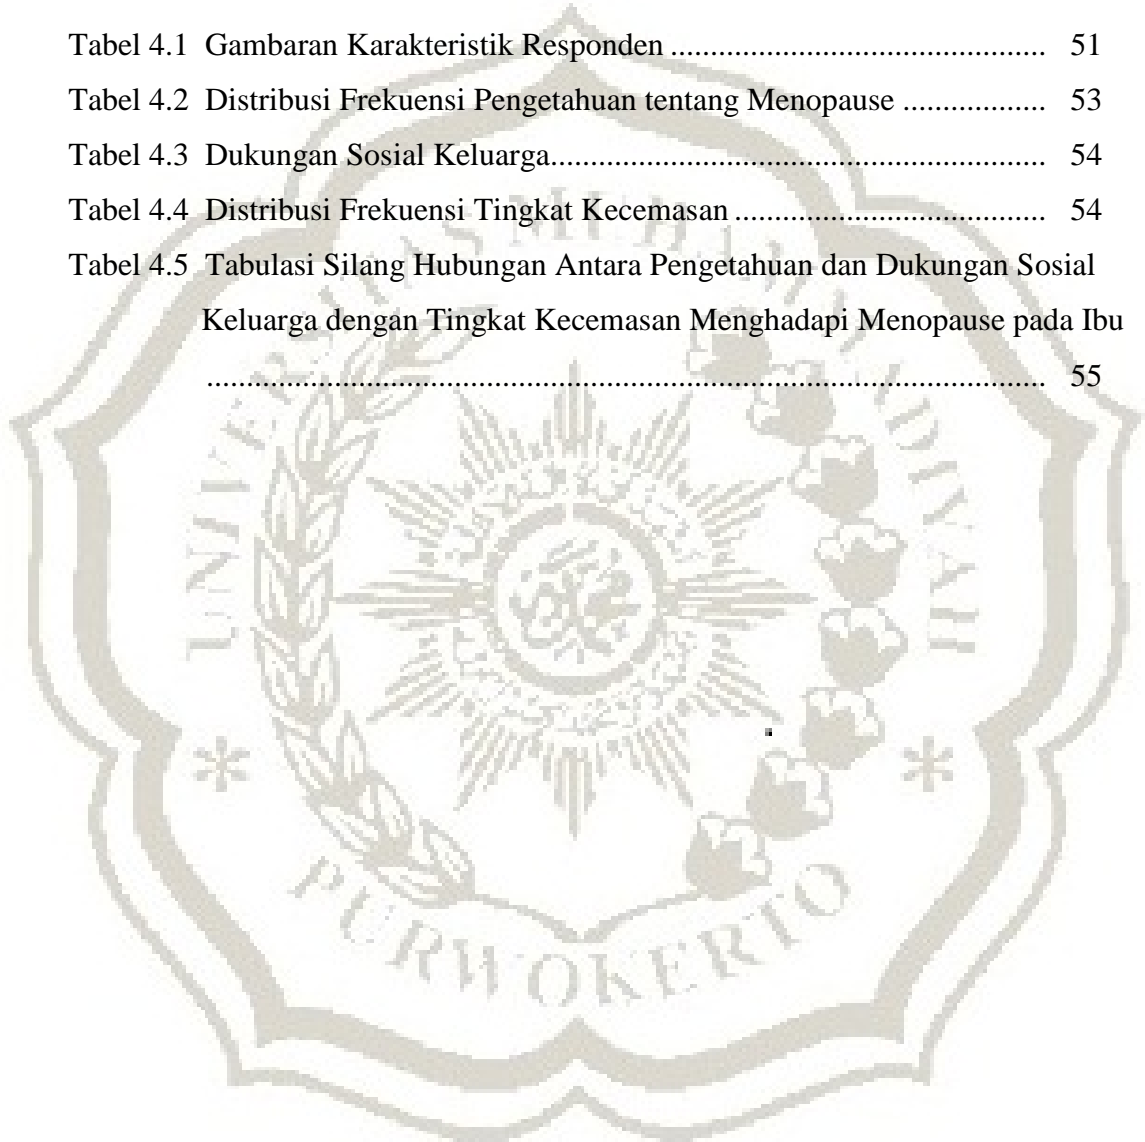 Tabel 4.1 Gambaran Karakteristik Responden .............................................. 51
Tabel 4.2 Distribusi Frekuensi Pengetahuan tentang Menopause .................. 53
Tabel 4.3 Dukungan Sosial Keluarga............................................................. 54
Tabel 4.4 Distribusi Frekuensi Tingkat Kecemasan ...................................... 54
Tabel 4.5 Tabulasi Silang Hubungan Antara Pengetahuan dan Dukungan Sosial
Keluarga dengan Tingkat Kecemasan Menghadapi Menopause pada Ibu
....................................................................................................... 55
UNIVERSITAS MUHAMMADIYAH
PURWOKERTO